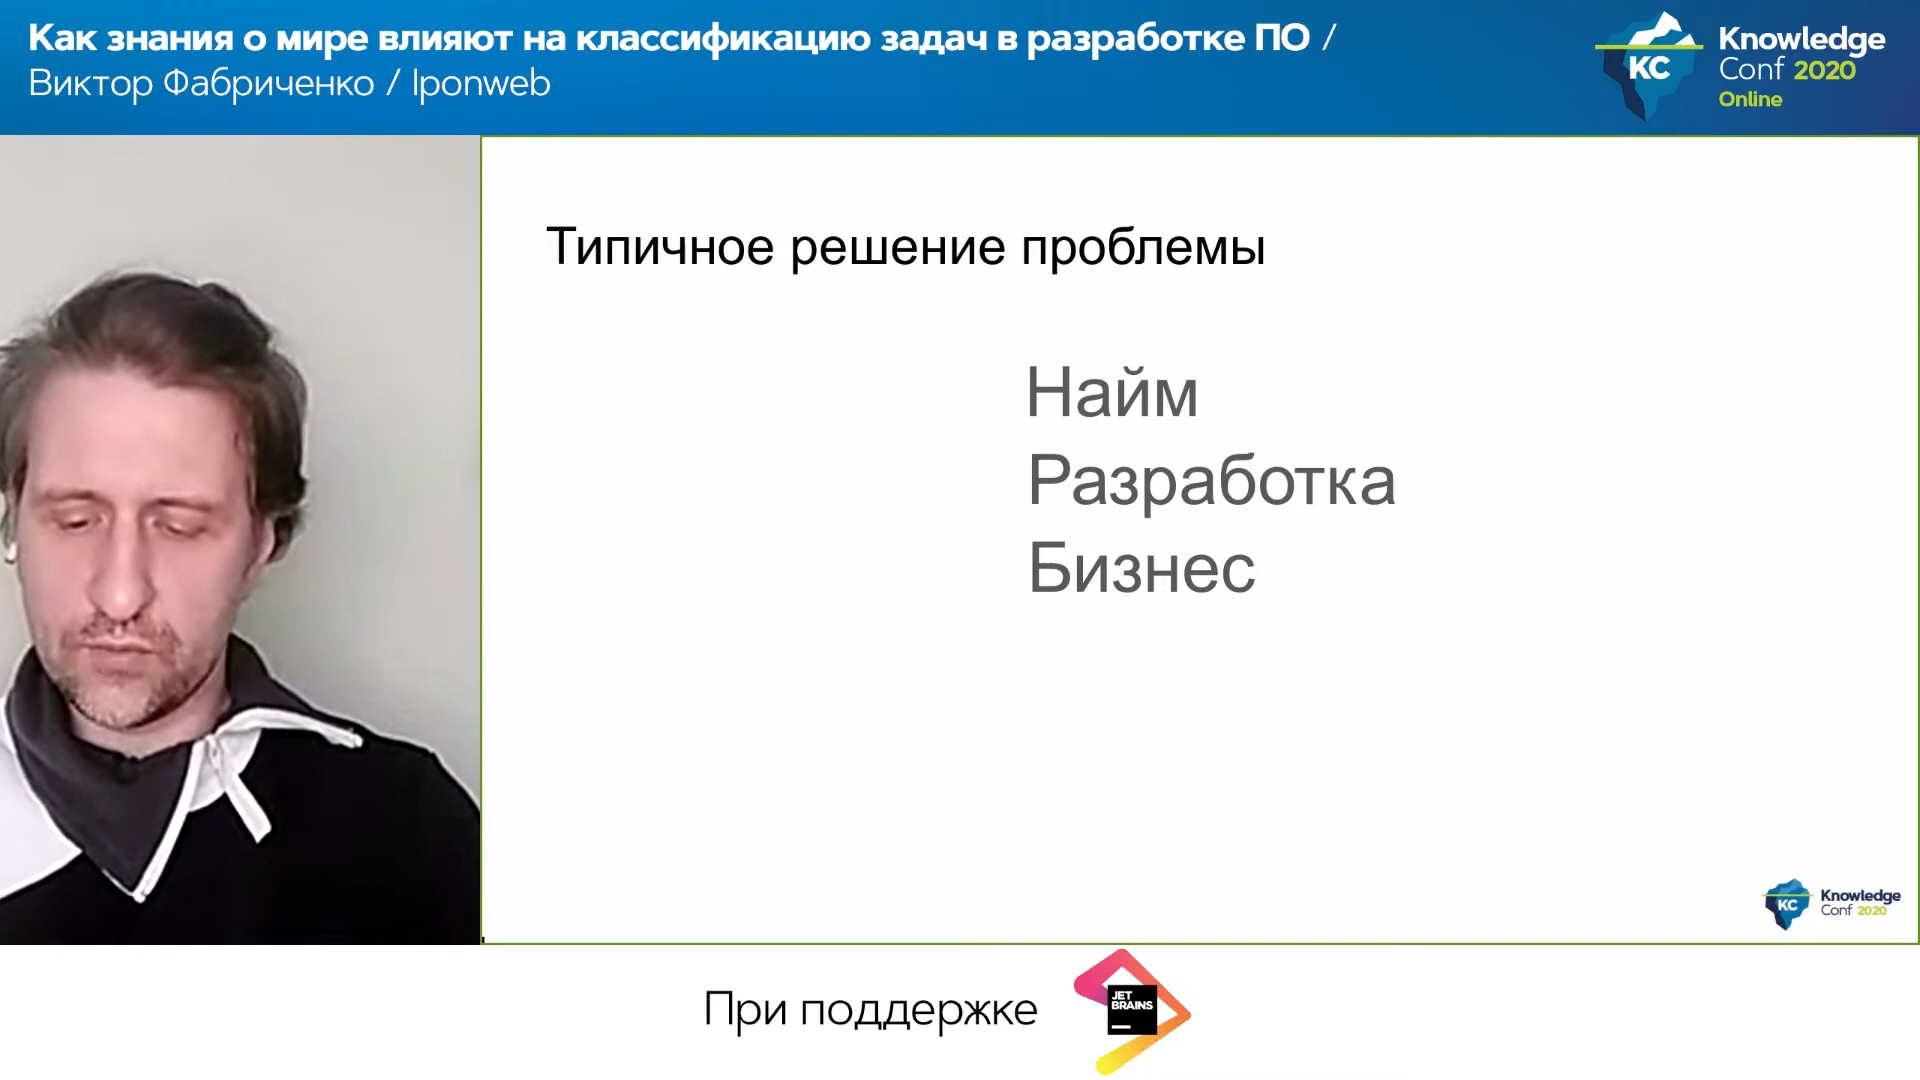 Как знания о мире влияют на классификацию задач в разработке ПО /
Виктор Фабриченко / Iponweb
KC
Knowledge
Conf 2020
Online
Типичное решение проблемы
Найм
Разработка
Бизнес
KC
Knowledge
Conf 2020
При поддержке
JET
BRAINS